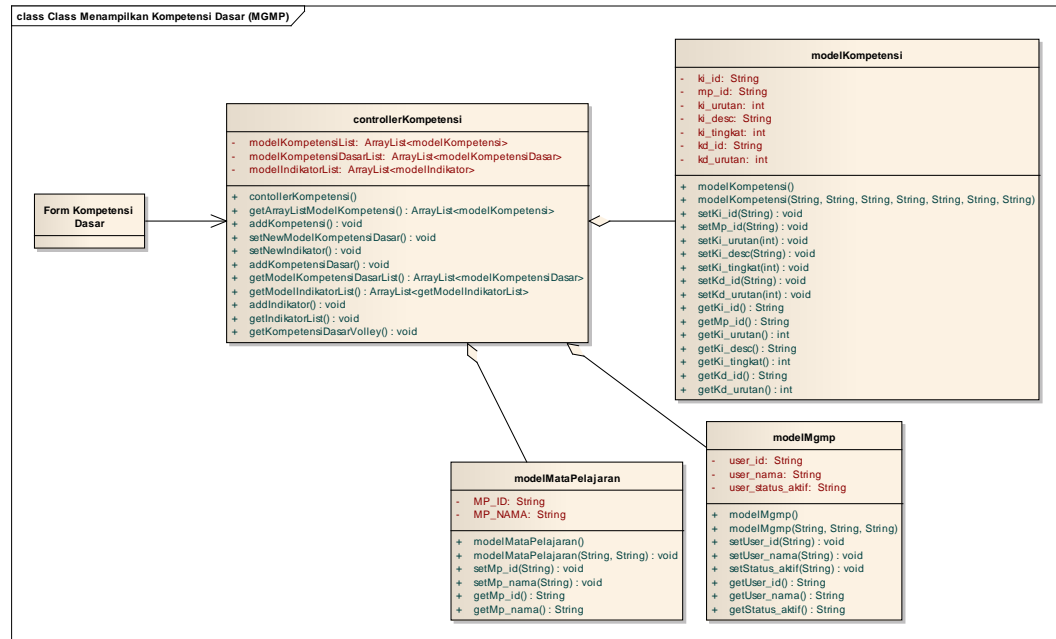 class Class Menampilkan Kompetensi Dasar (MGMP)
Form Kompetensi
Dasar
controllerKompetensi
- modelKompetensiList: ArrayList<modelKompetensi>
- modelKompetensiDasarList: ArrayList<modelKompetensiDasar>
- modelIndikatorList: ArrayList<modelIndikator>
+ contollerKompetensi()
+ getArrayListModelKompetensi() : ArrayList<modelKompetensi>
+ addKompetensi() : void
+ setNewModelKompetensiDasar() : void
+ setNewIndikator() : void
+ addKompetensiDasar() : void
+ getModelKompetensiDasarList() : ArrayList<modelKompetensiDasar>
+ getModelIndikatorList() : ArrayList<getModelIndikatorList>
+ addIndikator() : void
+ getIndikatorList() : void
+ getKompetensiDasarVolley() : void
modelKompetensi
- ki_id: String
- mp_id: String
- ki_urutan: int
- ki_desc: String
- ki_tingkat: int
- kd_id: String
- kd_urutan: int
+ modelKompetensi()
+ modelKompetensi(String, String, String, String, String, String, String)
+ setKi_id(String) : void
+ setMp_id(String) : void
+ setKi_urutan(int) : void
+ setKi_desc(String) : void
+ setKi_tingkat(int) : void
+ setKd_id(String) : void
+ setKd_urutan(int) : void
+ getKi_id() : String
+ getMp_id() : String
+ getKi_urutan() : int
+ getKi_desc() : String
+ getKi_tingkat() : int
+ getKd_id() : String
+ getKd_urutan() : int
modelMataPelajaran
- MP_ID: String
- MP_NAMA: String
+ modelMataPelajaran()
+ modelMataPelajaran(String, String) : void
+ setMp_id(String) : void
+ setMp_nama(String) : void
+ getMp_id() : String
+ getMp_nama() : String
modelMgmp
- user_id: String
- user_nama: String
- user_status_aktif: String
+ modelMgmp()
+ modelMgmp(String, String, String)
+ setUser_id(String) : void
+ setUser_nama(String) : void
+ setStatus_aktif(String) : void
+ getUser_id() : String
+ getUser_nama() : String
+ getStatus_aktif() : String